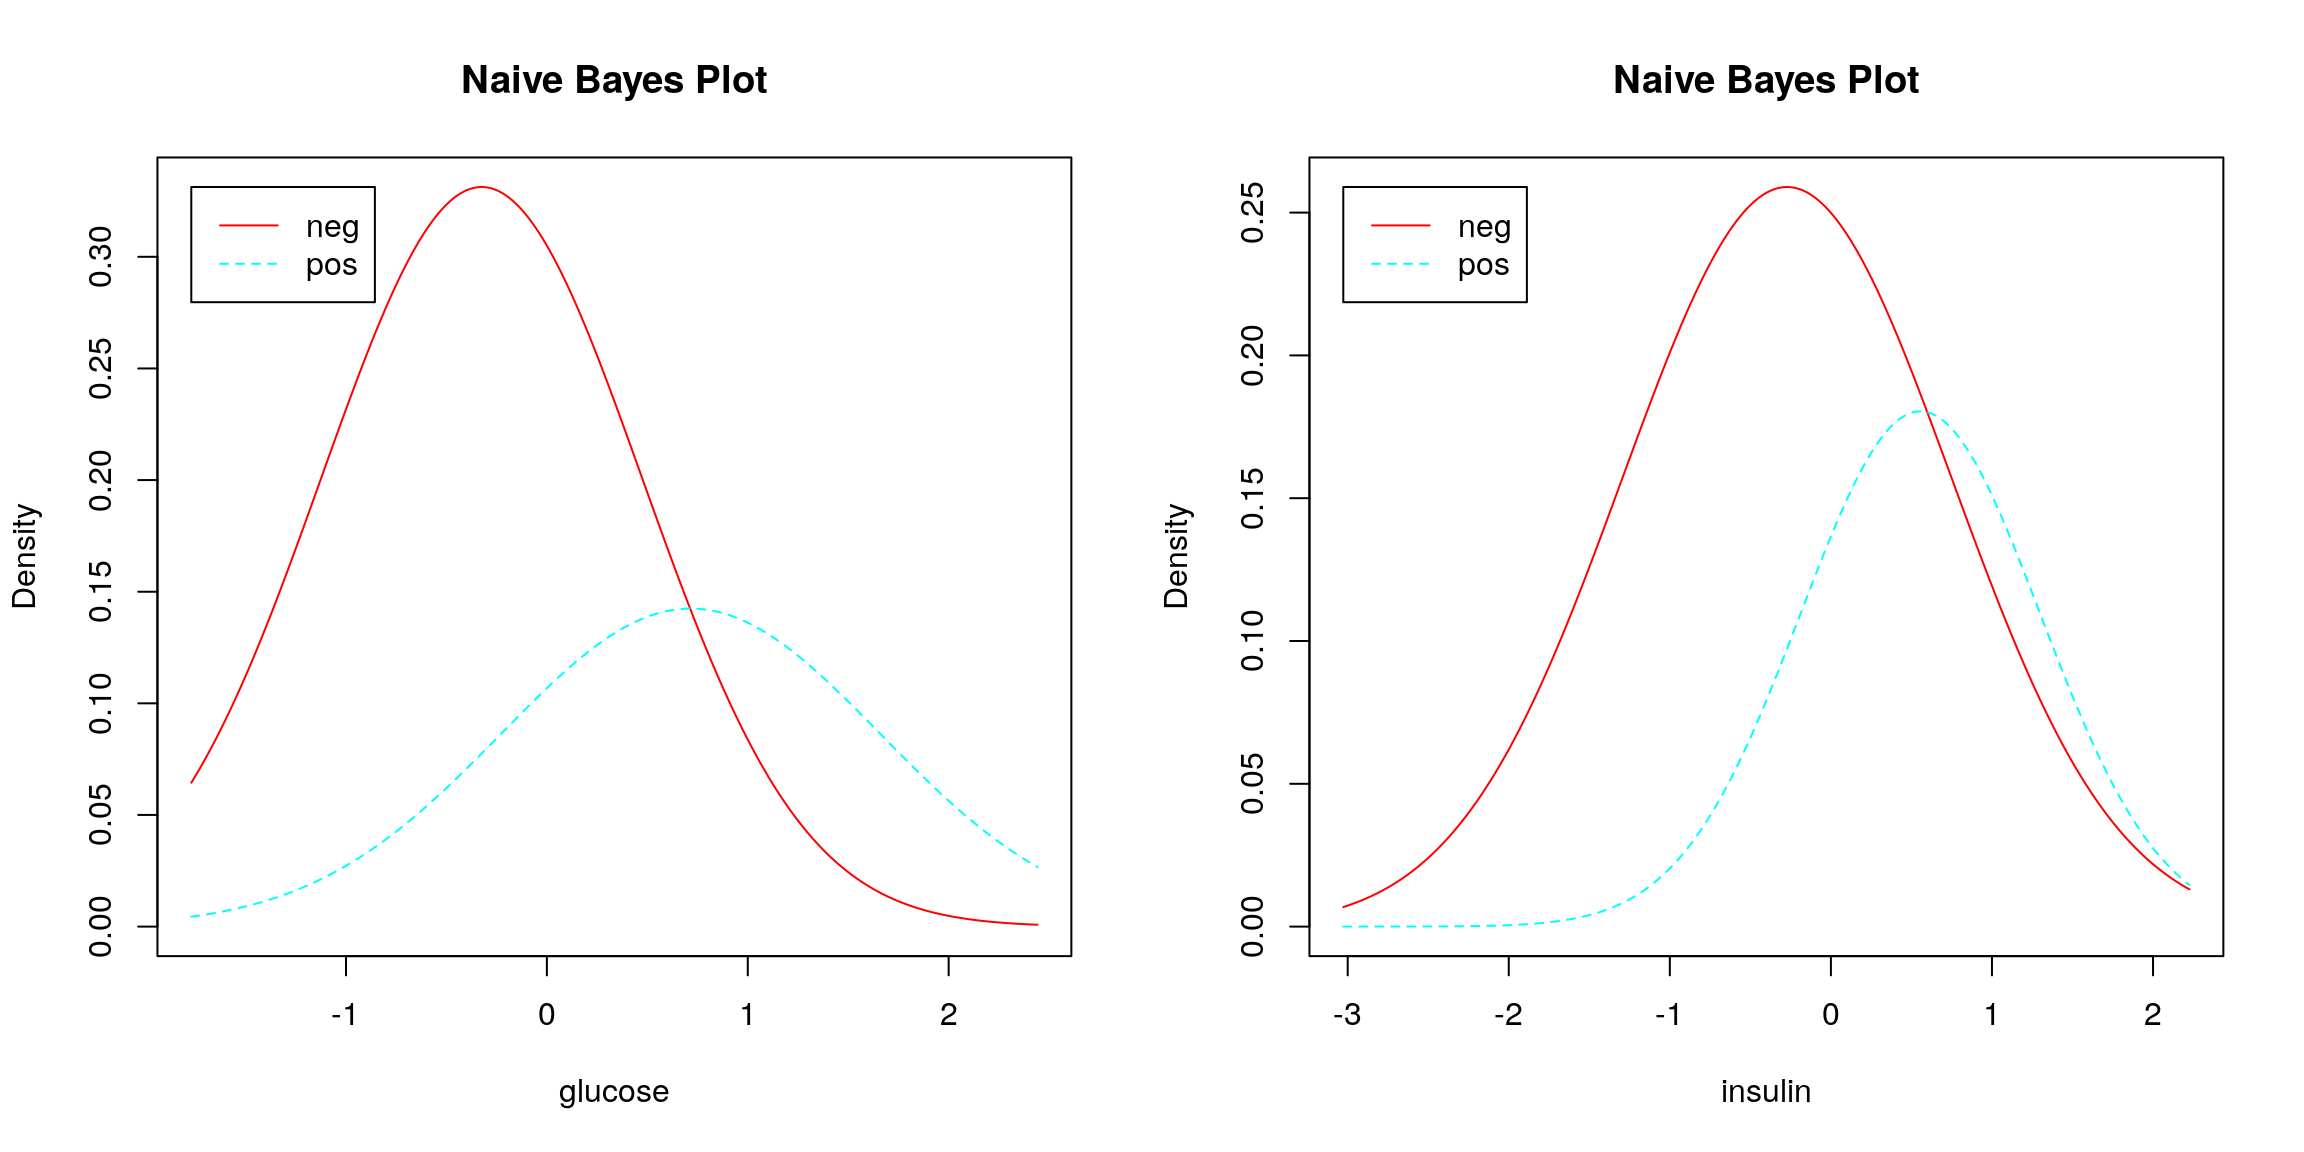 Naive Bayes Plot
neg
pos
Density
0.00 0.05 0.10 0.15 0.20 0.25 0.30
-1 0 1 2
glucose
Naive Bayes Plot
neg
pos
Density
0.00 0.05 0.10 0.15 0.20 0.25
-3 -2 -1 0 1 2
insulin